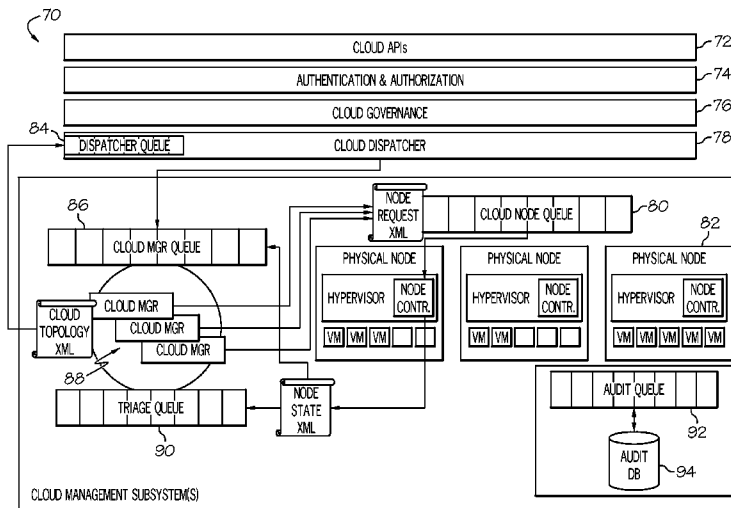 70
CLOUD APIs
72
AUTHENTICATION & AUTHORIZATION
74
CLOUD GOVERNANCE
76
84
DISPATCHER QUEUE
CLOUD DISPATCHER
78
86
CLOUD MGR QUEUE
NODE
REQUEST
XML
CLOUD NODE QUEUE
80
82
PHYSICAL NODE
HYPERVISOR
NODE
CONTR.
VM VM VM
PHYSICAL NODE
HYPERVISOR
NODE
CONTR.
VM VM
PHYSICAL NODE
HYPERVISOR
NODE
CONTR.
VM VM VM VM VM
CLOUD MGR
CLOUD MGR
CLOUD MGR
CLOUD
TOPOLOGY
XML
88
TRIAGE QUEUE
90
NODE
STATE
XML
AUDIT QUEUE
92
AUDIT
DB
94
CLOUD MANAGEMENT SUBSYSTEM(S)